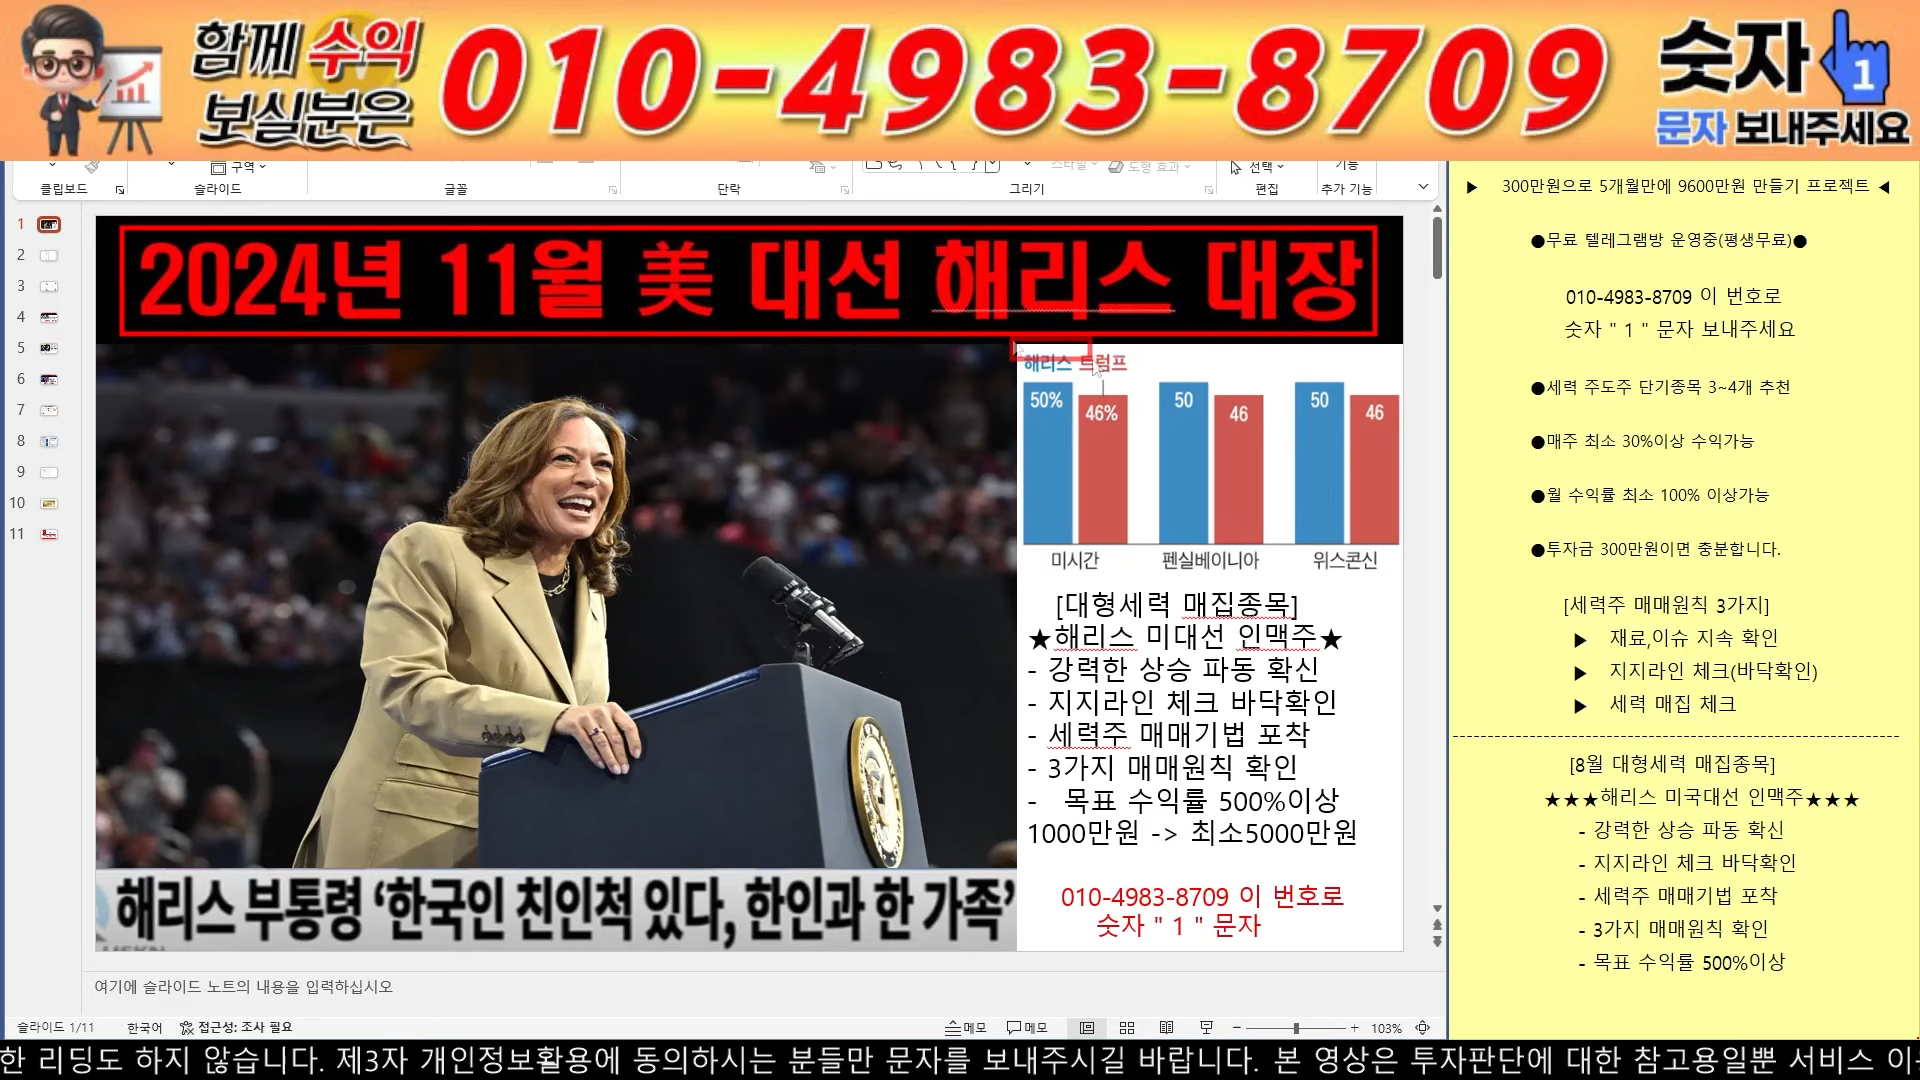 함께 수익
보실분은
010-4983-8709
숫자 1
문자 보내주세요
구역
스타일
도형 효과
선택
기능
클립보드
슬라이드
글꼴
단락
그리기
편집
추가 기능
1
2
3
4
5
6
7
8
9
10
11
2024년 11월 美 대선 해리스 대장
해리스 트럼프
50% 46% 50 46 50 46
미시간 펜실베이니아 위스콘신
[대형세력 매집종목]
★해리스 미대선 인맥주★
- 강력한 상승 파동 확신
- 지지라인 체크 바닥확인
- 세력주 매매기법 포착
- 3가지 매매원칙 확인
- 목표 수익률 500%이상
1000만원 -> 최소5000만원
010-4983-8709 이 번호로
숫자 " 1 " 문자
해리스 부통령 ‘한국인 친인척 있다, 한인과 한 가족’
여기에 슬라이드 노트의 내용을 입력하십시오
슬라이드 1/11 한국어 접근성: 조사 필요 메모 메모 103%
▶ 300만원으로 5개월만에 9600만원 만들기 프로젝트 ◀
●무료 텔레그램방 운영중(평생무료)●
010-4983-8709 이 번호로
숫자 " 1 " 문자 보내주세요
●세력 주도주 단기종목 3~4개 추천
●매주 최소 30%이상 수익가능
●월 수익률 최소 100% 이상가능
●투자금 300만원이면 충분합니다.
[세력주 매매원칙 3가지]
▶ 재료,이슈 지속 확인
▶ 지지라인 체크(바닥확인)
▶ 세력 매집 체크
[8월 대형세력 매집종목]
★★★해리스 미국대선 인맥주★★★
- 강력한 상승 파동 확신
- 지지라인 체크 바닥확인
- 세력주 매매기법 포착
- 3가지 매매원칙 확인
- 목표 수익률 500%이상
한 리딩도 하지 않습니다. 제3자 개인정보활용에 동의하시는 분들만 문자를 보내주시길 바랍니다. 본 영상은 투자판단에 대한 참고용일뿐 서비스 이